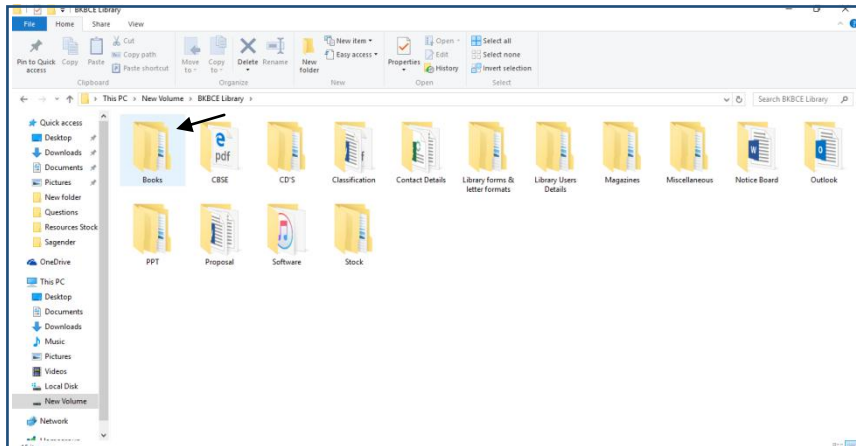 BKBCE Library
File Home Share View
Pin to Quick access
Copy
Paste
Cut
Copy path
Paste shortcut
Clipboard
Move to
Copy to
Delete
Rename
Organize
New folder
New item
Easy access
New
Properties
Open
Edit
History
Open
Select all
Select none
Invert selection
Select
This PC > New Volume > BKBCE Library >
Search BKBCE Library
Quick access
Desktop
Downloads
Documents
Pictures
New folder
Questions
Resources Stock
Sagender
OneDrive
This PC
Desktop
Documents
Downloads
Music
Pictures
Videos
Local Disk
New Volume
Network
Books
pdf
CBSE
CD'S
Classification
Contact Details
Library forms &
letter formats
Library Users
Details
Magazines
Miscellaneous
Notice Board
Outlook
PPT
Proposal
Software
Stock